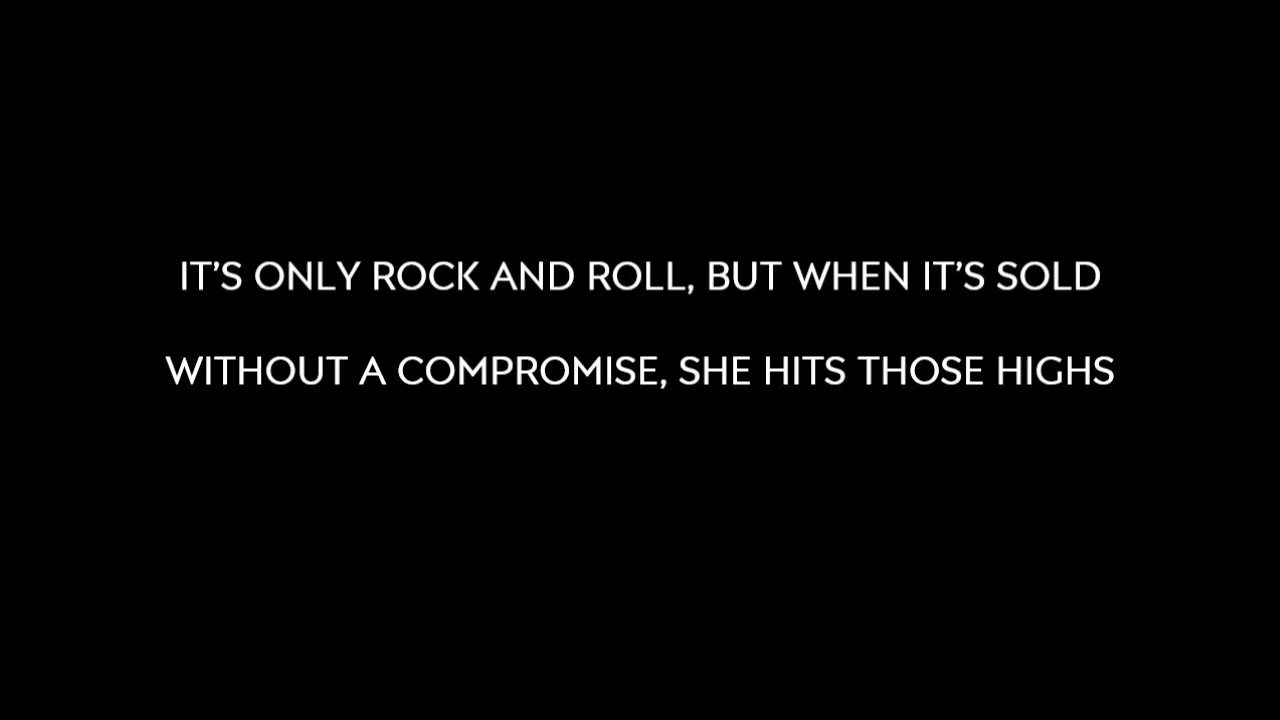 IT’S ONLY ROCK AND ROLL, BUT WHEN IT’S SOLD
WITHOUT A COMPROMISE, SHE HITS THOSE HIGHS